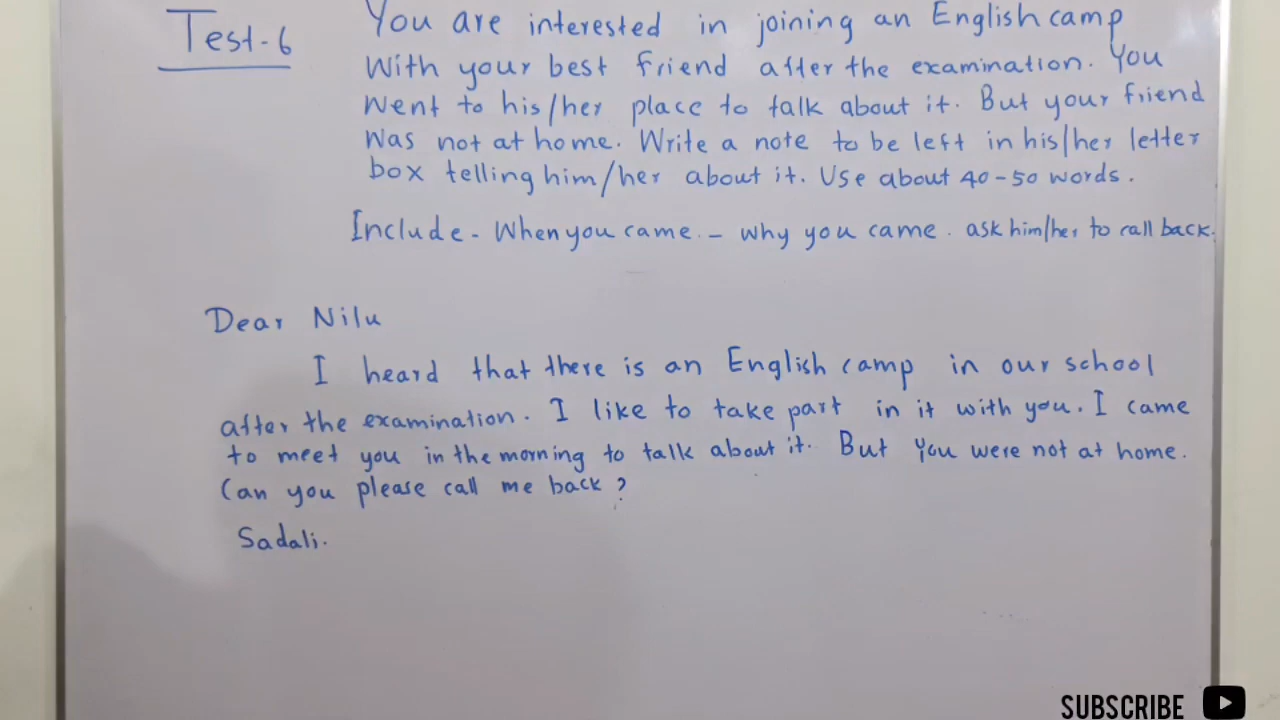 Test-6
You are interested in joining an English camp
With your best friend after the examination. You
Went to his/her place to talk about it. But your friend
Was not at home. Write a note to be left in his/her letter
box telling him/her about it. Use about 40-50 words.
Include - When you came. - why you came. ask him/her to call back.
Dear Nilu
I heard that there is an English camp in our school
after the examination. I like to take part in it with you. I came
to meet you in the morning to talk about it. But you were not at home.
Can you please call me back?
Sadali.
SUBSCRIBE